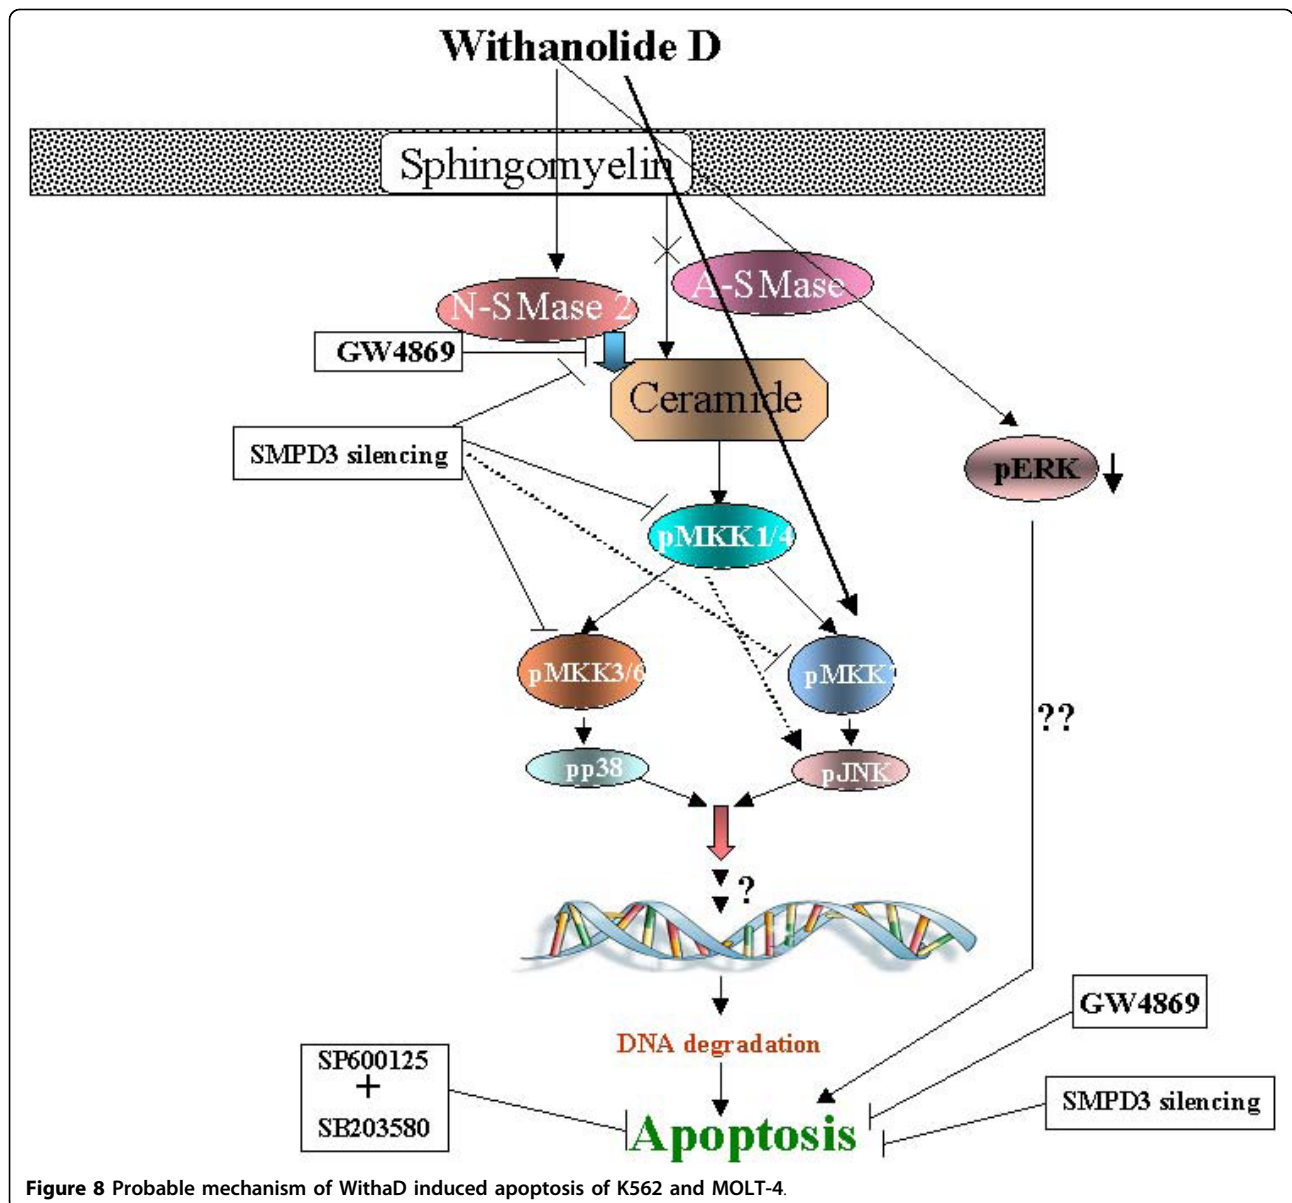 Withanolide D
Sphingomyelin
A-SMase
N-SMase 2
GW4869
Ceramide
SMPD3 silencing
pERK
pMKK1/4
pMKK3/6
pMKK
??
pp38
pJNK
?
GW4869
DNA degradation
SP600125
+
SB203580
SMPD3 silencing
Apoptosis
Figure 8 Probable mechanism of WithaD induced apoptosis of K562 and MOLT-4.